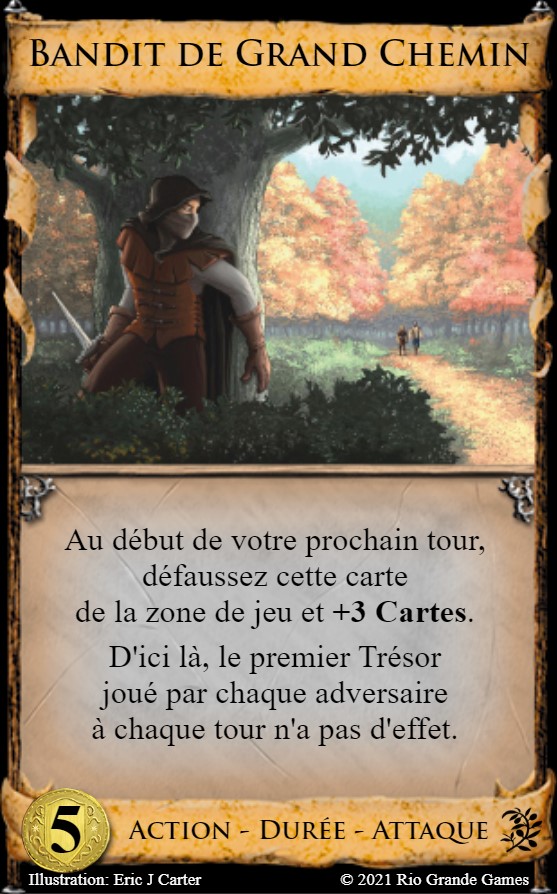 Bandit de Grand Chemin
Au début de votre prochain tour,
défaussez cette carte
de la zone de jeu et +3 Cartes.
D'ici là, le premier Trésor
joué par chaque adversaire
à chaque tour n'a pas d'effet.
5
Action - Durée - Attaque
Illustration: Eric J Carter © 2021 Rio Grande Games